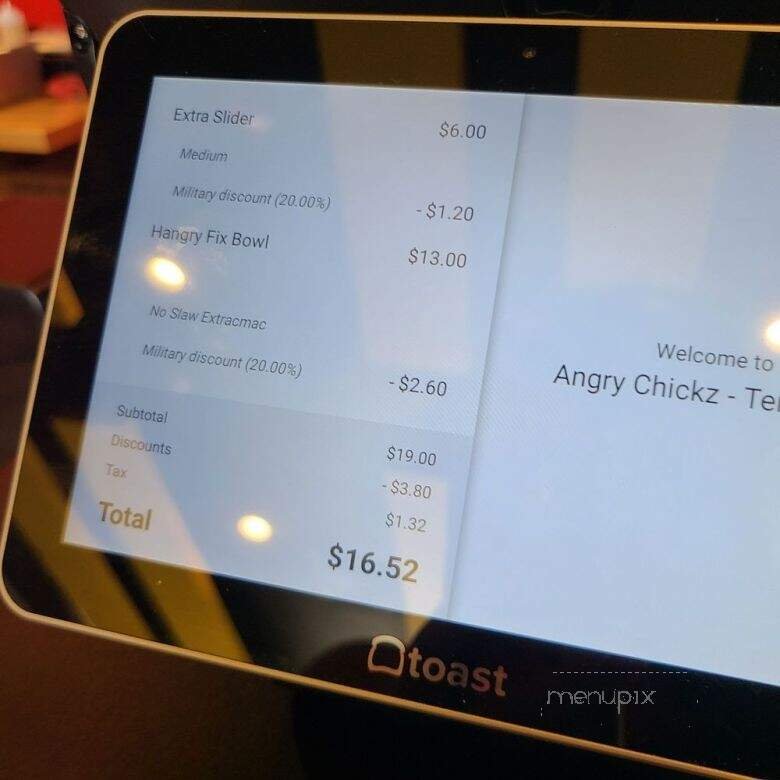 Extra Slider $6.00
Medium
Military discount (20.00%) - $1.20
Hangry Fix Bowl $13.00
No Slaw Extracmac
Military discount (20.00%) - $2.60
Subtotal $19.00
Discounts - $3.80
Tax $1.32
Total $16.52
Welcome to
Angry Chickz -
toast
menupix